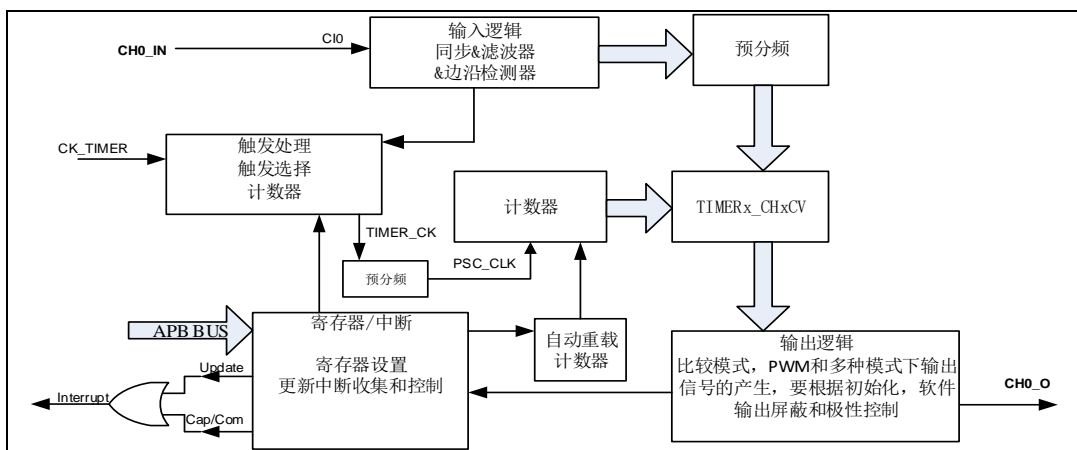 CH0_IN
CI0
输入逻辑
同步&滤波器
&边沿检测器
预分频
CK_TIMER
触发处理
触发选择
计数器
TIMER_CK
预分频
PSC_CLK
计数器
TIMERx_CHxCV
APB BUS
寄存器/中断
寄存器设置
更新中断收集和控制
自动重载
计数器
输出逻辑
比较模式，PWM和多种模式下输出
信号的产生，要根据初始化，软件
输出屏蔽和极性控制
CH0_O
Update
Interrupt
Cap/Com